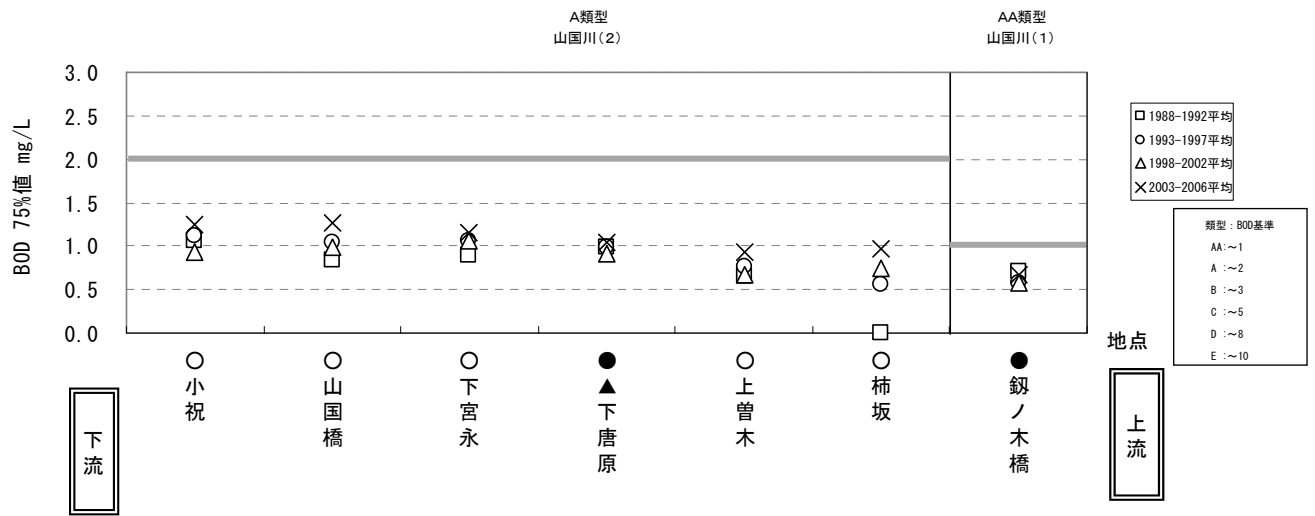 A類型
山国川(2)
AA類型
山国川(1)
BOD 75%値 mg/L
3.0
2.5
2.0
1.5
1.0
0.5
0.0
1988-1992平均
1993-1997平均
1998-2002平均
2003-2006平均
類型:BOD基準
AA:~1
A :~2
B :~3
C :~5
D :~8
E :~10
地点
○小祝
○山国橋
○下宮永
●▲下唐原
○上曽木
○柿坂
●釼ノ木橋
下流
上流